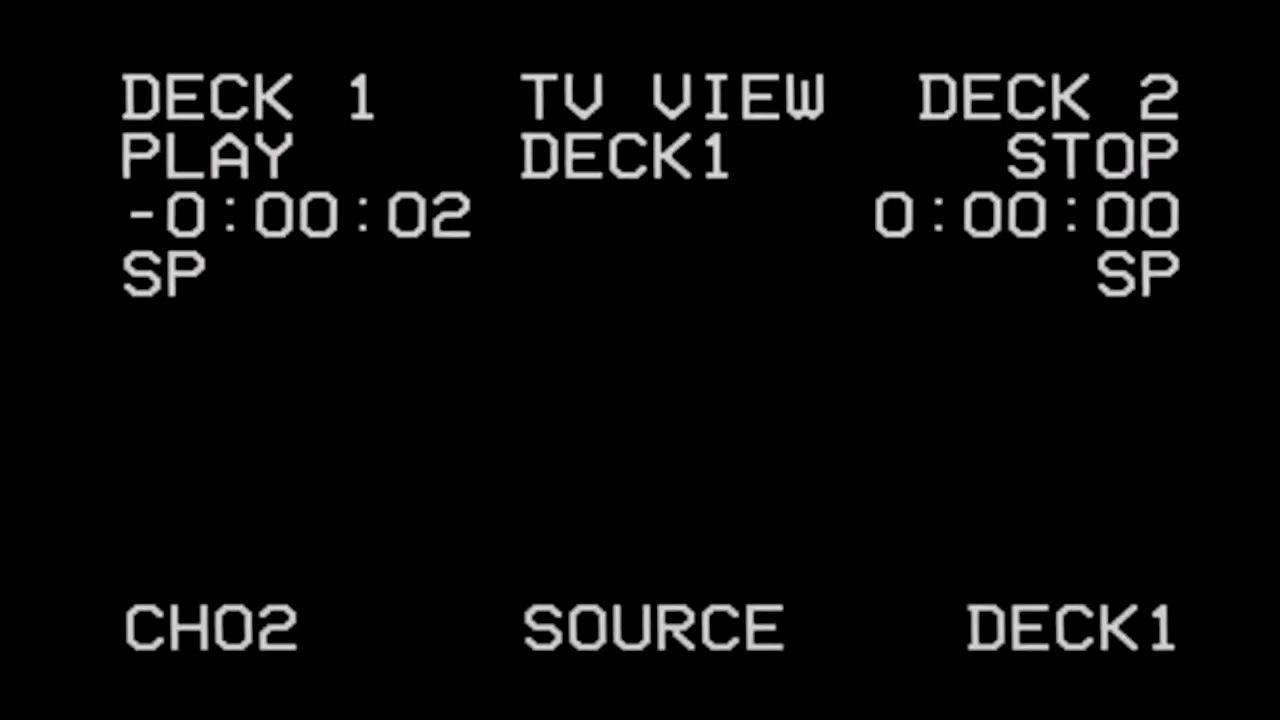 DECK 1 TV VIEW DECK 2
PLAY DECK1 STOP
-0:00:02 0:00:00
SP SP
CH02 SOURCE DECK1